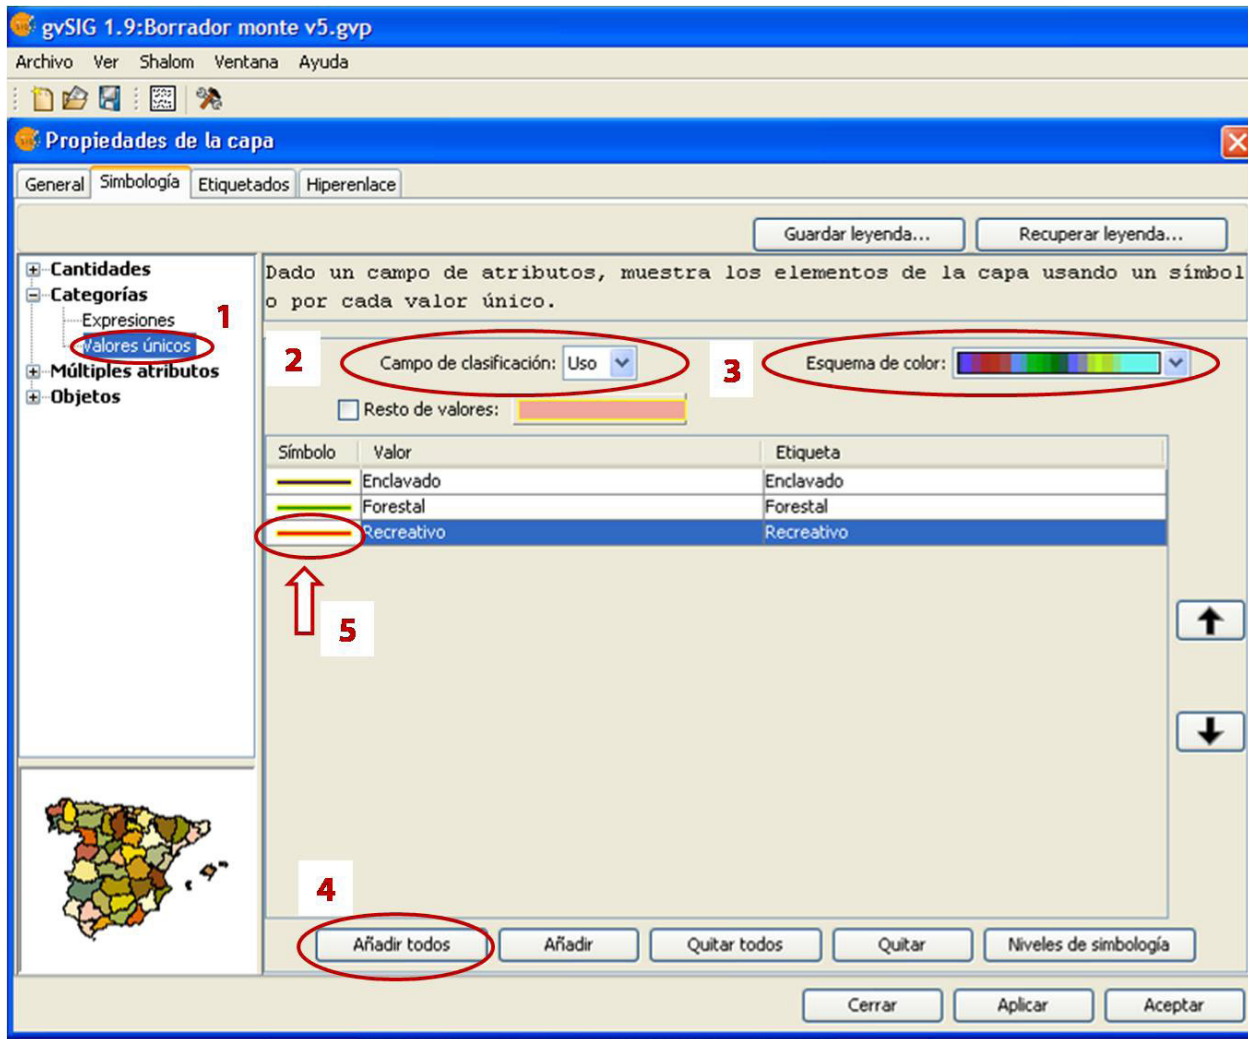 gvSIG 1.9:Borrador monte v5.gvp
Archivo Ver Shalom Ventana Ayuda
Propiedades de la capa
General Simbología Etiquetados Hiperenlace
Guardar leyenda... Recuperar leyenda...
Cantidades
Categorías
Expresiones
Valores únicos
Múltiples atributos
Objetos
1
Dado un campo de atributos, muestra los elementos de la capa usando un símbol
o por cada valor único.
2 Campo de clasificación: Uso 3 Esquema de color:
Resto de valores:
Símbolo Valor Etiqueta
Enclavado Enclavado
Forestal Forestal
Recreativo Recreativo
5
4
Añadir todos Añadir Quitar todos Quitar Niveles de simbología
Cerrar Aplicar Aceptar